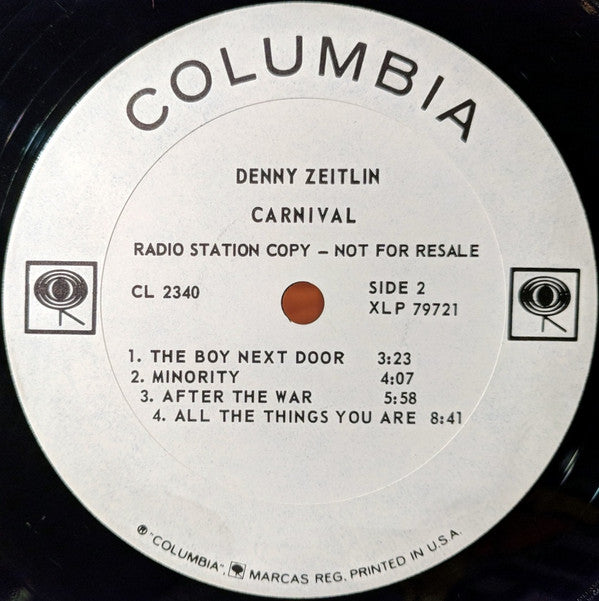 COLUMBIA
DENNY ZEITLIN
CARNIVAL
RADIO STATION COPY – NOT FOR RESALE
CL 2340
SIDE 2
XLP 79721
1. THE BOY NEXT DOOR 3:23
2. MINORITY 4:07
3. AFTER THE WAR 5:58
4. ALL THE THINGS YOU ARE 8:41
® "COLUMBIA", MARCAS REG. PRINTED IN U.S.A.